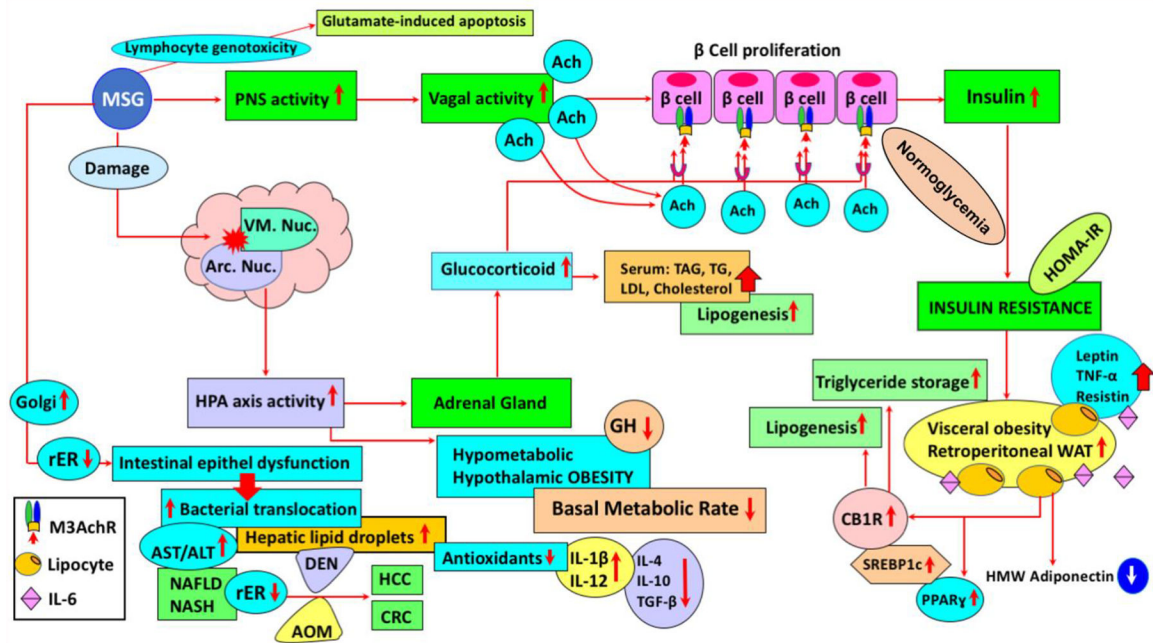 Glutamate-induced apoptosis
Lymphocyte genotoxicity
MSG
PNS activity
Vagal activity
Ach
Ach
Ach
β Cell proliferation
β cell
β cell
β cell
β cell
Insulin
Damage
Ach
Ach
Ach
Ach
Normoglycemia
VM. Nuc.
Arc. Nuc.
Glucocorticoid
Serum: TAG, TG,
LDL, Cholesterol
Lipogenesis
HOMA-IR
INSULIN RESISTANCE
Leptin
TNF-α
Resistin
Triglyceride storage
Lipogenesis
Visceral obesity
Retroperitoneal WAT
HPA axis activity
Adrenal Gland
Golgi
rER
GH
Hypometabolic
Hypothalamic OBESITY
Basal Metabolic Rate
Intestinal epithel dysfunction
Bacterial translocation
AST/ALT
Hepatic lipid droplets
Antioxidants
IL-1β
IL-12
IL-4
IL-10
TGF-β
NAFLD
NASH
rER
DEN
AOM
HCC
CRC
CB1R
SREBP1c
PPARɣ
HMW Adiponectin
M3AchR
Lipocyte
IL-6